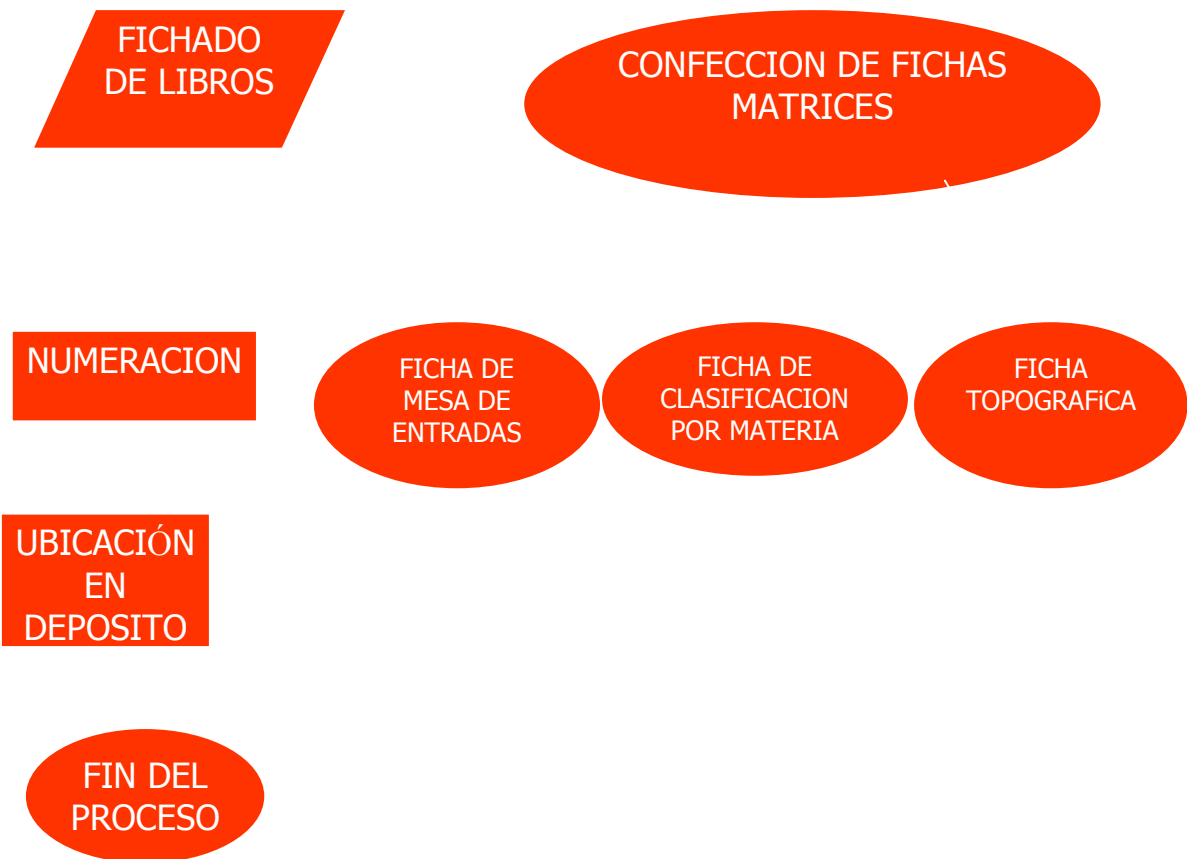 FICHADO
DE LIBROS
CONFECCION DE FICHAS
MATRICES
NUMERACION
FICHA DE
MESA DE
ENTRADAS
FICHA DE
CLASIFICACION
POR MATERIA
FICHA
TOPOGRAFiCA
UBICACIÓN
EN
DEPOSITO
FIN DEL
PROCESO